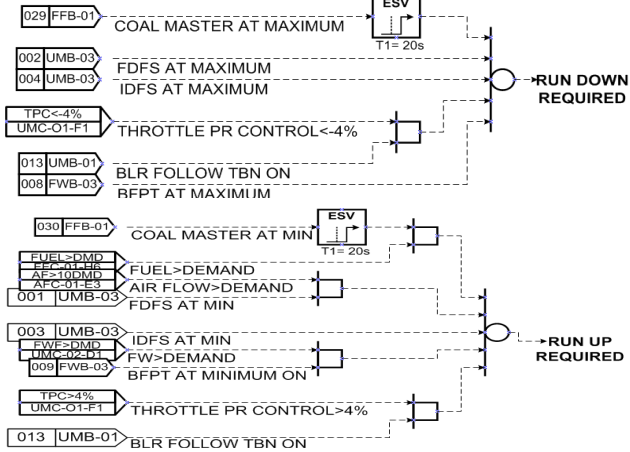 ESV
029 FFB-01
COAL MASTER AT MAXIMUM
T1= 20s
002 UMB-03
FDFS AT MAXIMUM
004 UMB-03
IDFS AT MAXIMUM
RUN DOWN
REQUIRED
TPC<-4%
UMC-O1-F1
THROTTLE PR CONTROL<-4%
013 UMB-01
BLR FOLLOW TBN ON
008 FWB-03
BFPT AT MAXIMUM
ESV
030 FFB-01
COAL MASTER AT MIN
T1= 20s
FUEL>DMD
FFC-01-H6
FUEL>DEMAND
AF>10DMD
AFC-01-E3
AIR FLOW>DEMAND
001 UMB-03
FDFS AT MIN
003 UMB-03
IDFS AT MIN
FWF>DMD
UMC-02-D1
FW>DEMAND
009 FWB-03
BFPT AT MINIMUM ON
RUN UP
REQUIRED
TPC>4%
UMC-O1-F1
THROTTLE PR CONTROL>4%
013 UMB-01
BLR FOLLOW TBN ON